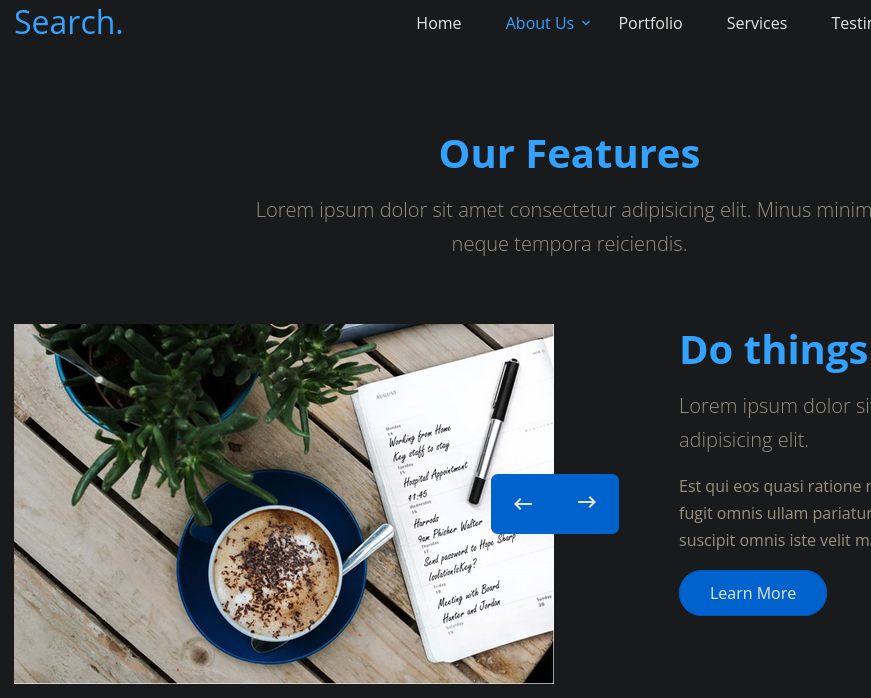 Search.
Home
About Us
Portfolio
Services
Testi
Our Features
Lorem ipsum dolor sit amet consectetur adipisicing elit. Minus minim
neque tempora reiciendis.
AUGUST
Monday
14
Working from Home
Key staff to stay
Tuesday
15
Hospital Appointment
11:45
Wednesday
16
Harrods
9am Phicker Walter
Thursday
17
Send password to Hope Sharp
IsolationIsKey?
Friday
18
Meeting with Board
Hunter and Jordan
Saturday
19
Sunday
20
Do things
Lorem ipsum dolor si
adipisicing elit.
Est qui eos quasi ratione
fugit omnis ullam pariatu
suscipit omnis iste velit m
Learn More